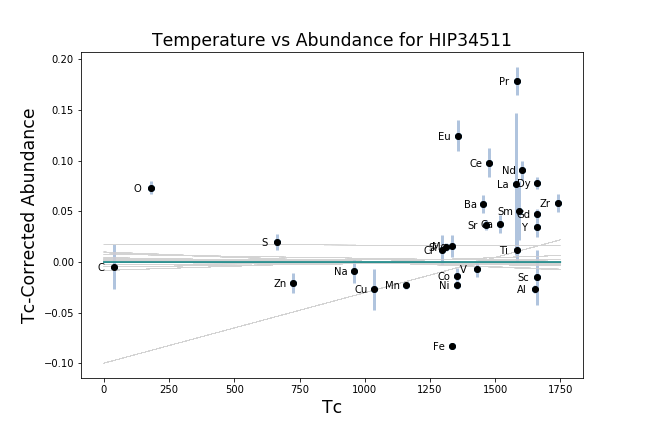 Temperature vs Abundance for HIP34511
Tc-Corrected Abundance
0.20
0.15
0.10
0.05
0.00
−0.05
−0.10
Pr
Eu
Ce
Nd
La
Dy
O
Ba
Zr
Sm
Gd
Sr
Ca
Y
S
Cr
Ti
C
V
Na
Co
Sc
Zn
Mn
Ni
Cu
Al
Fe
0
250
500
750
1000
1250
1500
1750
Tc